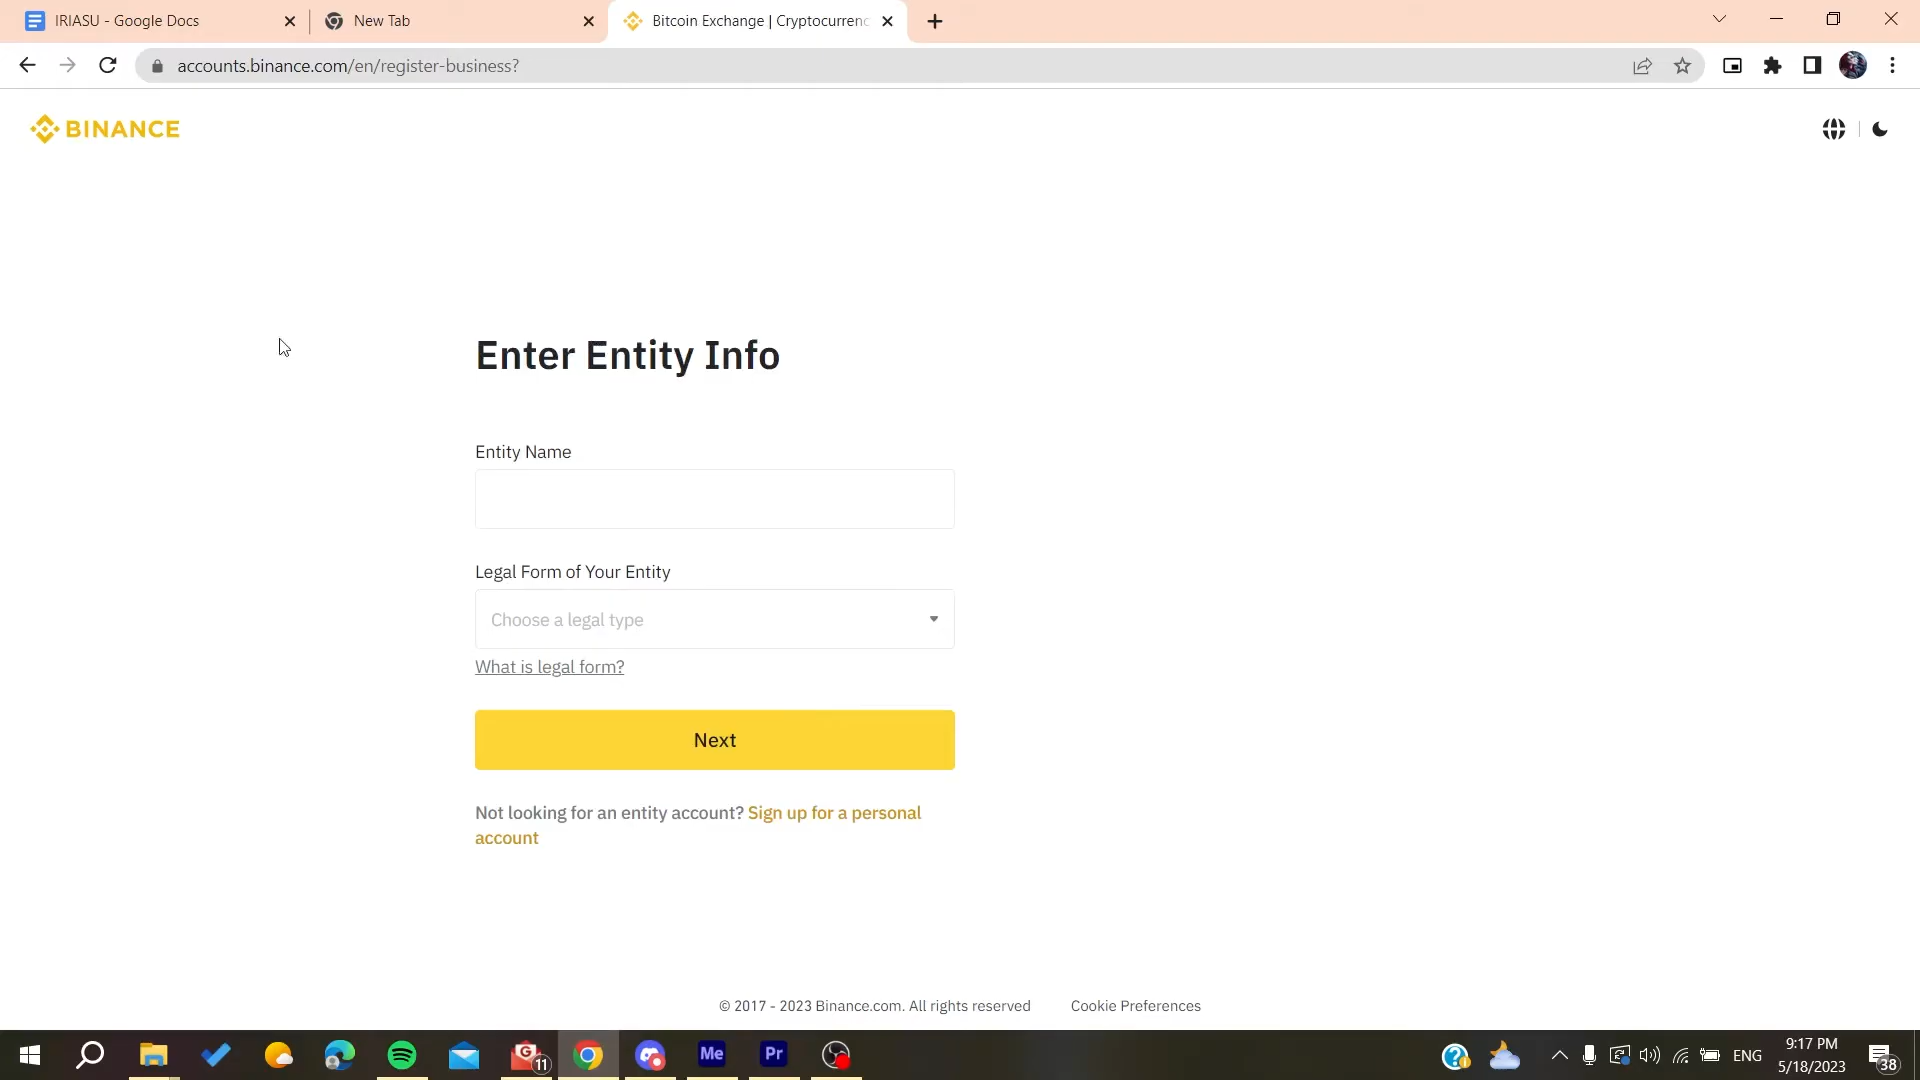 IRIASU - Google Docs
New Tab
Bitcoin Exchange | Cryptocurrenc
accounts.binance.com/en/register-business?
BINANCE
Enter Entity Info
Entity Name
Legal Form of Your Entity
Choose a legal type
What is legal form?
Next
Not looking for an entity account? Sign up for a personal
account
© 2017 - 2023 Binance.com. All rights reserved
Cookie Preferences
G
11
Me
Pr
ENG
9:17 PM
5/18/2023
38